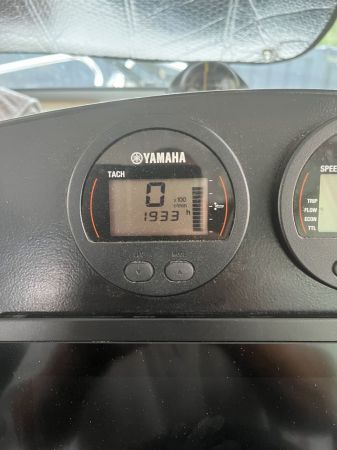 YAMAHA
TACH
0
x100
r/min
1933 h
SPEE
TRIP
FLOW
ECON
TTL